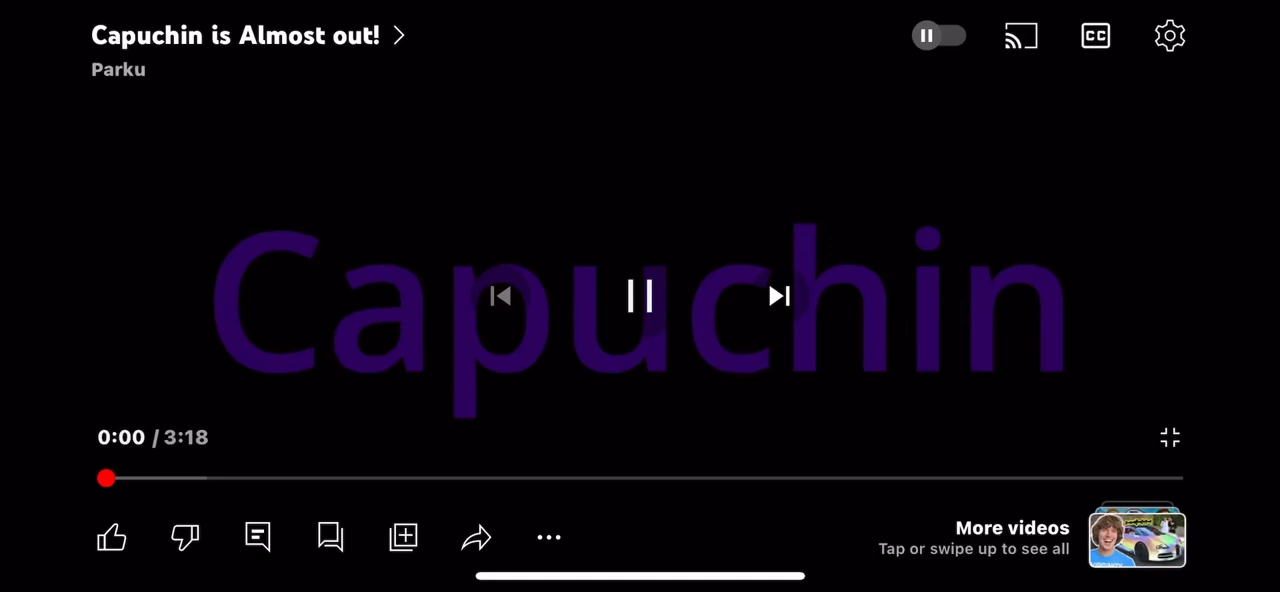 Capuchin is Almost out!
Parku
CC
Capuchin
0:00 / 3:18
More videos
Tap or swipe up to see all